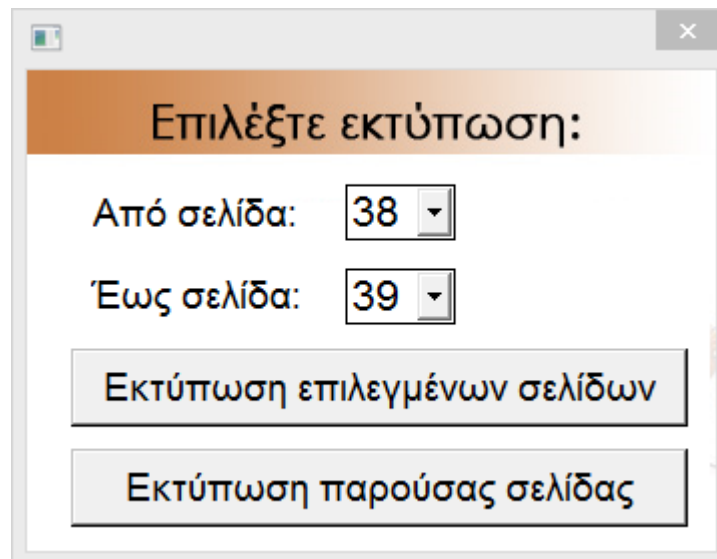 Επιλέξτε εκτύπωση:
Από σελίδα: 38
Έως σελίδα: 39
Εκτύπωση επιλεγμένων σελίδων
Εκτύπωση παρούσας σελίδας